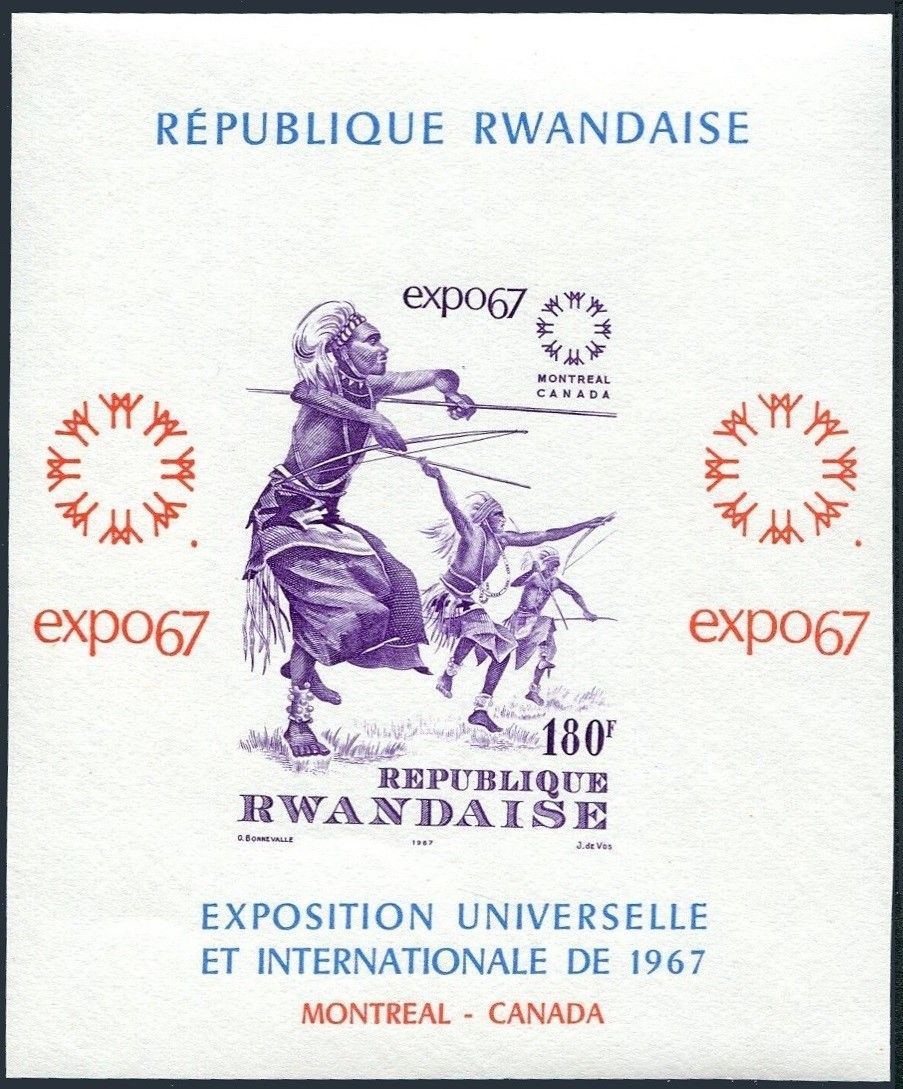 RÉPUBLIQUE RWANDAISE
expo67
MONTREAL
CANADA
expo67
expo67
180F
REPUBLIQUE
RWANDAISE
O. BONNEVALLE 1967 J. de Vos
EXPOSITION UNIVERSELLE
ET INTERNATIONALE DE 1967
MONTREAL - CANADA